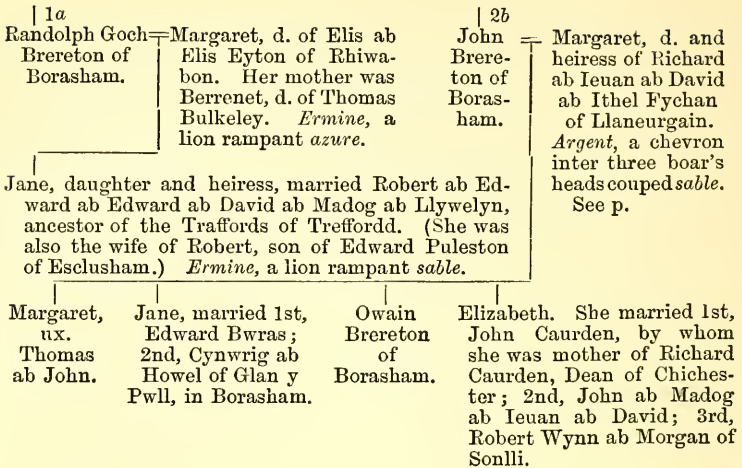 1a
Randolph Goch
Brereton of
Borasham.
Margaret, d. of Elis ab
Elis Eyton of Rhiwa-
bon. Her mother was
Berrenet, d. of Thomas
Bulkeley. Ermine, a
lion rampant azure.
2b
John
Brere-
ton of
Boras-
ham.
Margaret, d. and
heiress of Richard
ab Ieuan ab David
ab Ithel Fychan
of Llaneurgain.
Argent, a chevron
inter three boar's
heads couped sable.
See p.
Jane, daughter and heiress, married Robert ab Ed-
ward ab Edward ab David ab Madog ab Llywelyn,
ancestor of the Traffords of Treffordd. (She was
also the wife of Robert, son of Edward Puleston
of Esclusham.) Ermine, a lion rampant sable.
Margaret,
ux.
Thomas
ab John.
Jane, married 1st,
Edward Bwras;
2nd, Cynwrig ab
Howel of Glan y
Pwll, in Borasham.
Owain
Brereton
of
Borasham.
Elizabeth. She married 1st,
John Caurden, by whom
she was mother of Richard
Caurden, Dean of Chiches-
ter; 2nd, John ab Madog
ab Ieuan ab David; 3rd,
Robert Wynn ab Morgan of
Sonlli.